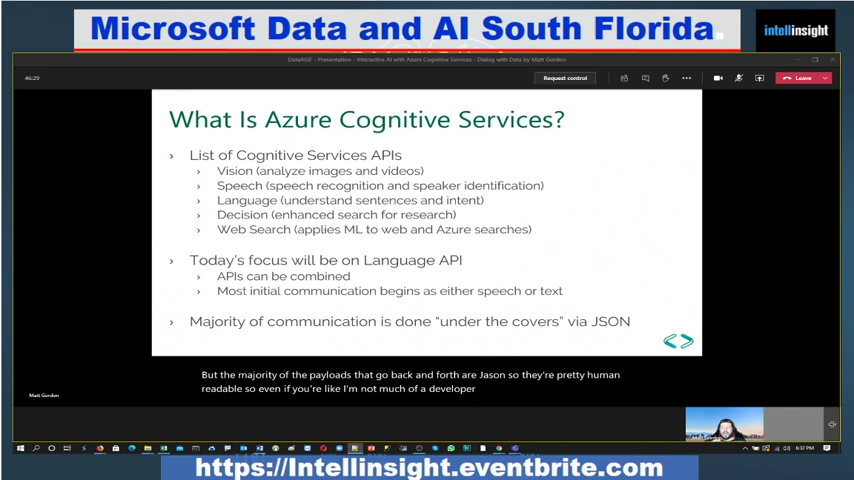 Microsoft Data and AI South Florida.
intellinsight
DataAISF - Presentation - Interactive AI with Azure Cognitive Services - Dialog with Data by Matt Gordon
46:29
Request control
Leave
What Is Azure Cognitive Services?
› List of Cognitive Services APIs
› Vision (analyze images and videos)
› Speech (speech recognition and speaker identification)
› Language (understand sentences and intent)
› Decision (enhanced search for research)
› Web Search (applies ML to web and Azure searches)
› Today's focus will be on Language API
› APIs can be combined
› Most initial communication begins as either speech or text
› Majority of communication is done “under the covers” via JSON
But the majority of the payloads that go back and forth are Jason so they're pretty human
readable so even if you're like I'm not much of a developer
Matt Gordon
6:37 PM
https://Intellinsight.eventbrite.com